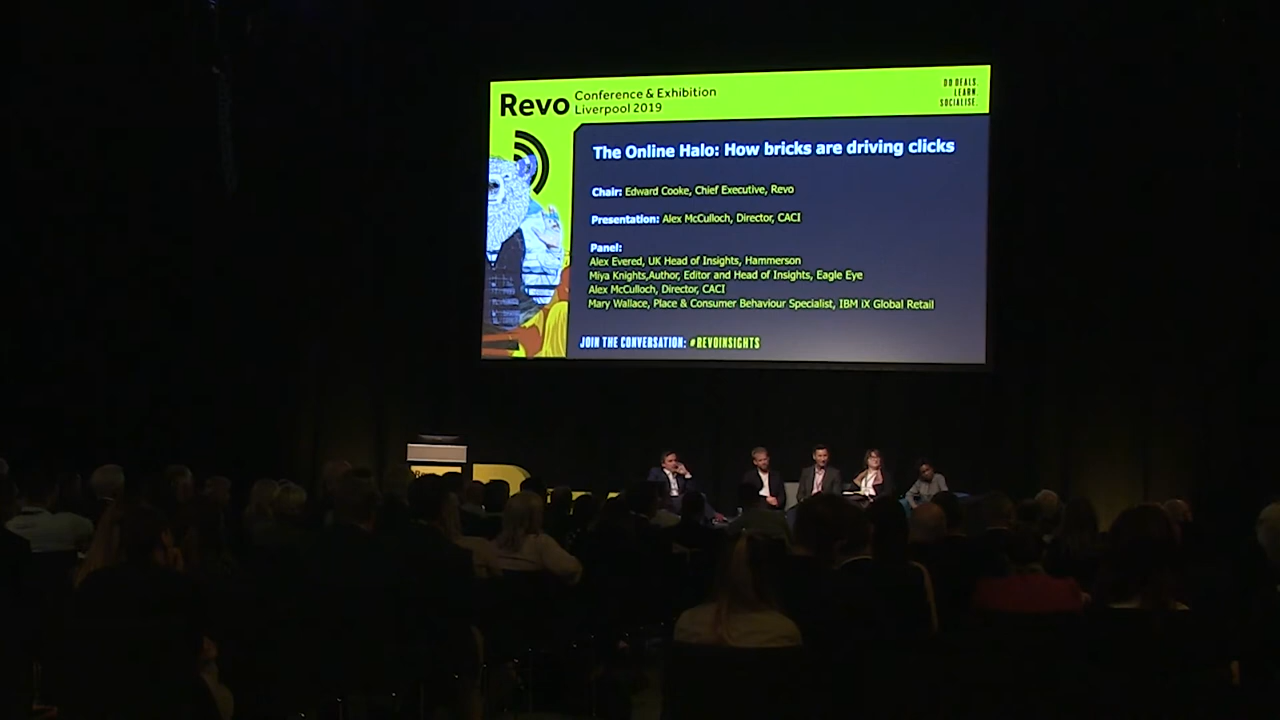 Revo
Conference & Exhibition
Liverpool 2019
DO DEALS.
LEARN.
SOCIALISE.
The Online Halo: How bricks are driving clicks
Chair: Edward Cooke, Chief Executive, Revo
Presentation: Alex McCulloch, Director, CACI
Panel:
Alex Evered, UK Head of Insights, Hammerson
Miya Knights,Author, Editor and Head of Insights, Eagle Eye
Alex McCulloch, Director, CACI
Mary Wallace, Place & Consumer Behaviour Specialist, IBM iX Global Retail
JOIN THE CONVERSATION: #REVOINSIGHTS